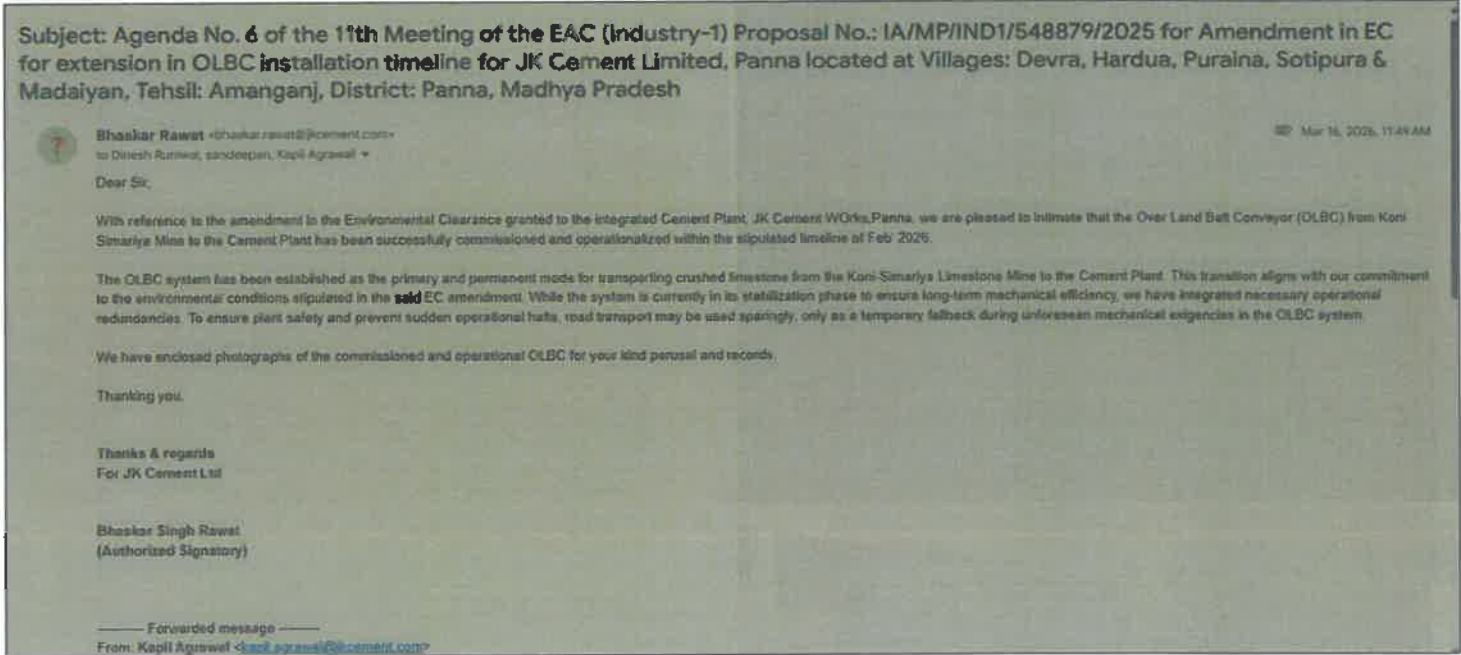 Subject: Agenda No. 6 of the 11th Meeting of the EAC (Industry-1) Proposal No.: IA/MP/IND1/548879/2025 for Amendment in EC
for extension in OLBC installation timeline for JK Cement Limited, Panna located at Villages: Devra, Hardua, Puraina, Sotipura &
Madaiyan, Tehsil: Amanganj, District: Panna, Madhya Pradesh
?
Bhaskar Rawat <bhaskar.rawat@jkcement.com>
Mar 16, 2026, 11:49 AM
to Dinesh Runiwal, sandeepan, Kapil Agrawal
Dear Sir,
With reference to the amendment in the Environmental Clearance granted to the integrated Cement Plant, JK Cement WOrks,Panna, we are pleased to intimate that the Over Land Belt Conveyor (OLBC) from Koni
Simariya Mine to the Cement Plant has been successfully commissioned and operationalized within the stipulated timeline of Feb 2026.
The OLBC system has been established as the primary and permanent mode for transporting crushed limestone from the Koni-Simariya Limestone Mine to the Cement Plant. This transition aligns with our commitment
to the environmental conditions stipulated in the said EC amendment. While the system is currently in its stabilization phase to ensure long-term mechanical efficiency, we have integrated necessary operational
redundancies. To ensure plant safety and prevent sudden operational halts, road transport may be used sparingly, only as a temporary fallback during unforeseen mechanical exigencies in the OLBC system.
We have enclosed photographs of the commissioned and operational OLBC for your kind perusal and records.
Thanking you.
Thanks & regards
For JK Cement Ltd
Bhaskar Singh Rawat
(Authorized Signatory)
--------- Forwarded message ---------
From: Kapil Agrawal <kapil.agrawal@jkcement.com>